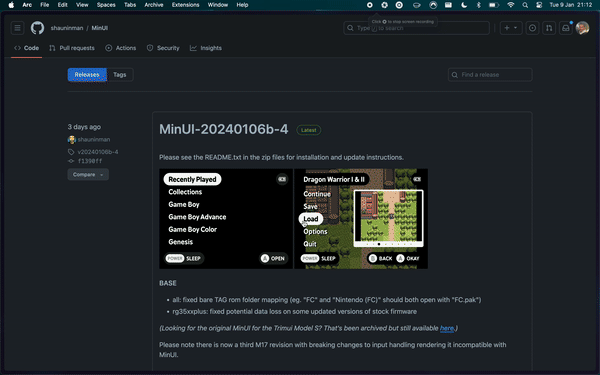 Arc File Edit View Spaces Tabs Archive Extensions Window Help
Tue 9 Jan 21:12
Click to stop screen recording
shauninman / MinUI
Type / to search
Code Pull requests Actions Security Insights
Releases Tags
Find a release
3 days ago
shauninman
v20240106b-4
f1398ff
Compare
MinUI-20240106b-4 Latest
Please see the README.txt in the zip files for installation and update instructions.
Recently Played
Collections
Game Boy
Game Boy Advance
Game Boy Color
Genesis
POWER SLEEP A OPEN
Dragon Warrior I & II
Continue
Save
Load
Options
Quit
POWER SLEEP B BACK A OKAY
BASE
all: fixed bare TAG rom folder mapping (eg. "FC" and "Nintendo (FC)" should both open with "FC.pak")
rg35xxplus: fixed potential data loss on some updated versions of stock firmware
(Looking for the original MinUI for the Trimui Model S? That's been archived but still available here.)
Please note there is now a third M17 revision with breaking changes to input handling rendering it incompatible with
MinUI.